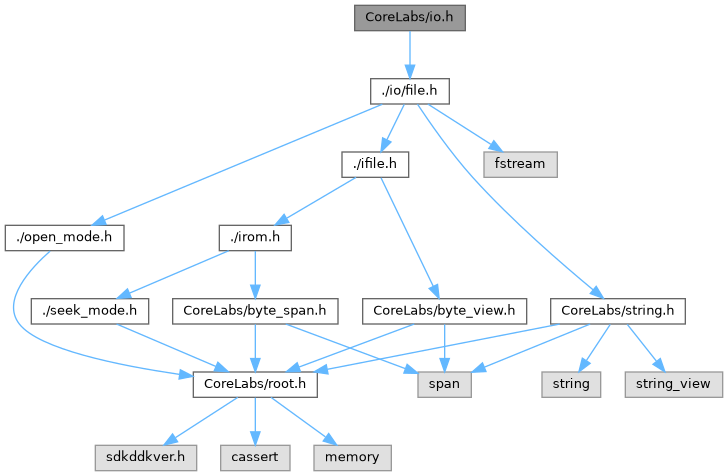 CoreLabs/io.h
./io/file.h
./ifile.h
fstream
./open_mode.h
./irom.h
./seek_mode.h
CoreLabs/byte_span.h
CoreLabs/byte_view.h
CoreLabs/string.h
CoreLabs/root.h
span
string
string_view
sdkddkver.h
cassert
memory